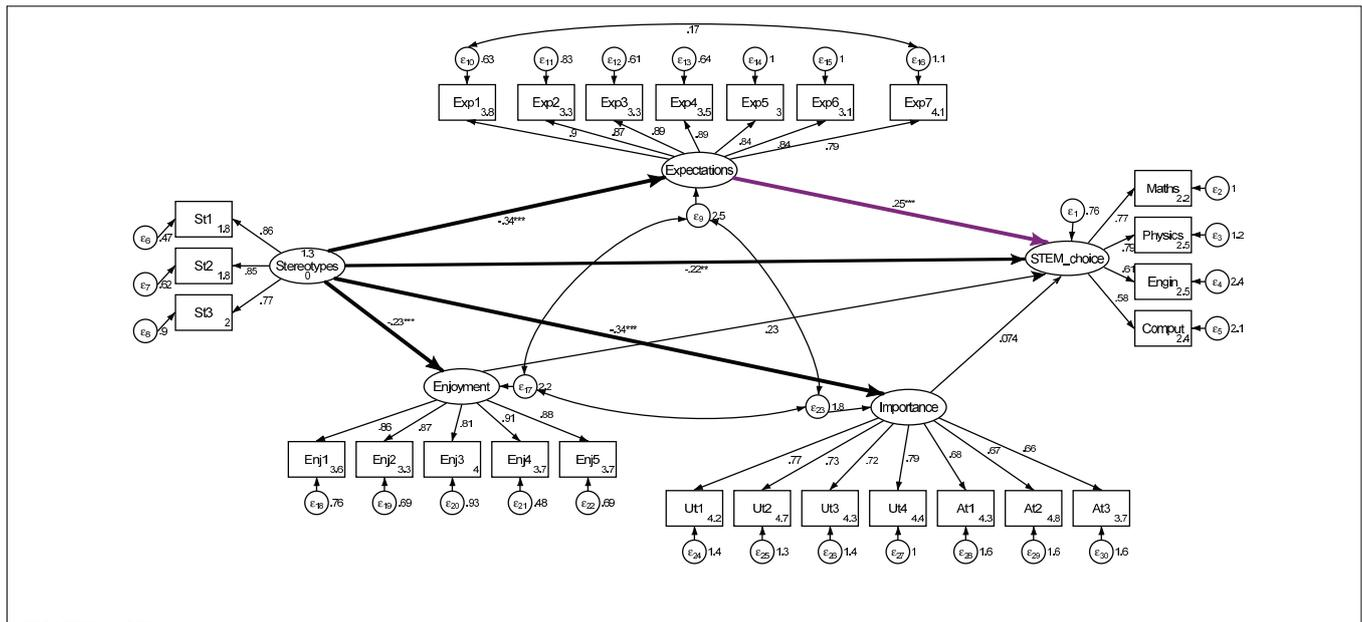 .17
ε10 .63 ε11 .83 ε12 .61 ε13 .64 ε14 1 ε15 1 ε16 1.1
Exp1 3.8 Exp2 3.3 Exp3 3.3 Exp4 3.5 Exp5 3 Exp6 3.1 Exp7 4.1
.9 .87 .89 .89 .84 .84 .79
Expectations
ε9 2.5
-.34***
.25***
St1 1.8
ε6 .47
.86
St2 1.8
ε7 .62
.85
St3 2
ε8 .9
.77
1.3
Stereotypes
0
-.22**
ε1 .76
STEM_choice
Maths 2.2 ε2 1
.77
Physics 2.5 ε3 1.2
.79
Engin 2.5 ε4 2.4
.61
Comput 2.4 ε5 2.1
.58
-.23***
-.34***
.23
.074
Enjoyment
ε17 2.2
ε23 1.8
Importance
.86 .87 .81 .91 .88
Enj1 3.6 Enj2 3.3 Enj3 4 Enj4 3.7 Enj5 3.7
ε18 .76 ε19 .69 ε20 .93 ε21 .48 ε22 .69
.77 .73 .72 .79 .68 .67 .66
Ut1 4.2 Ut2 4.7 Ut3 4.3 Ut4 4.4 At1 4.3 At2 4.8 At3 3.7
ε24 1.4 ε25 1.3 ε26 1.4 ε27 1 ε28 1.6 ε29 1.6 ε30 1.6